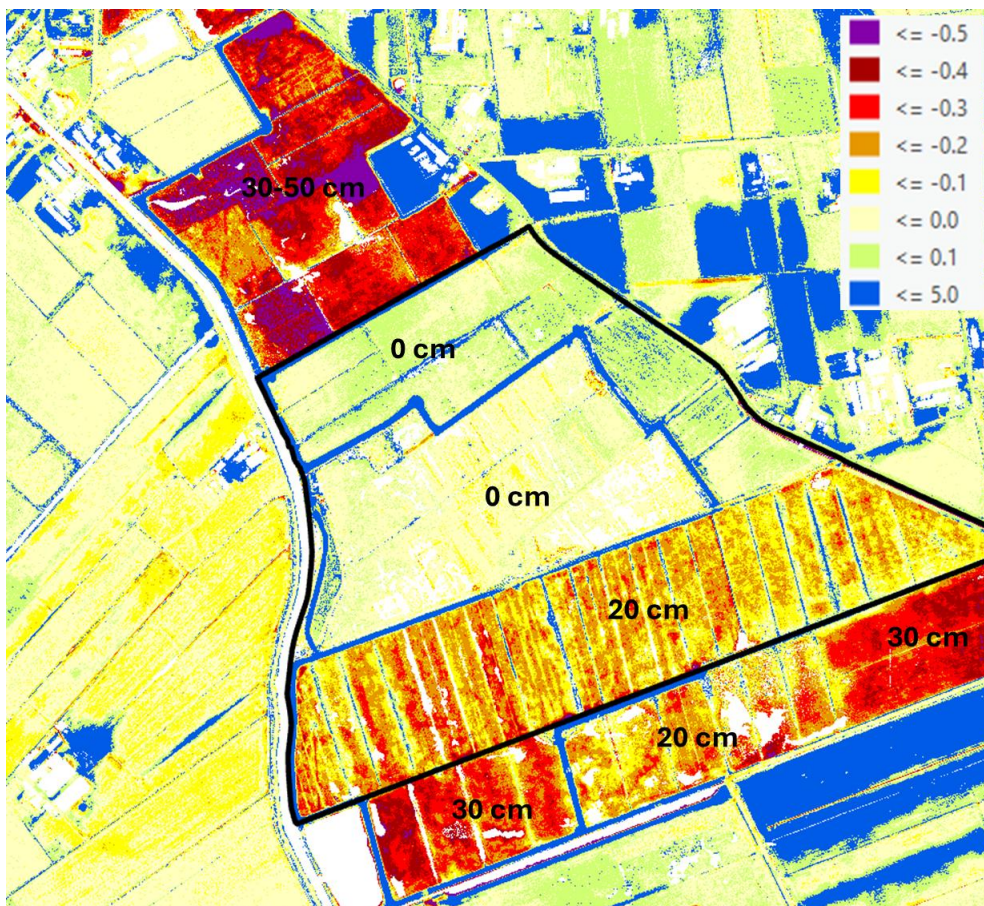 <= -0.5
<= -0.4
<= -0.3
<= -0.2
<= -0.1
<= 0.0
<= 0.1
<= 5.0
30-50 cm
0 cm
0 cm
20 cm
30 cm
20 cm
30 cm